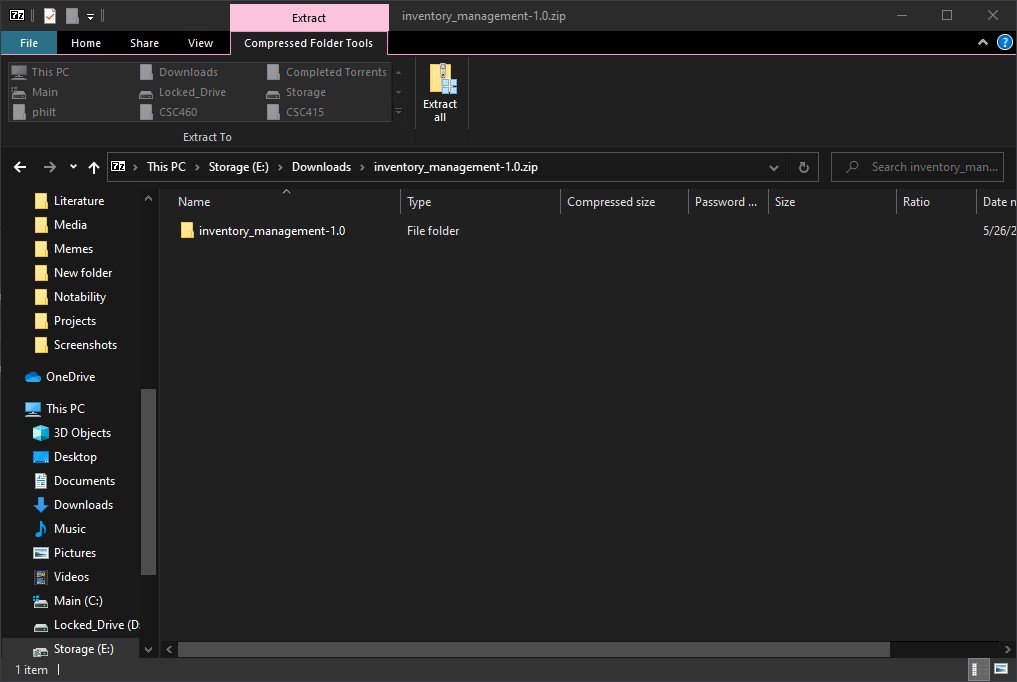 Extract
inventory_management-1.0.zip
File
Home
Share
View
Compressed Folder Tools
This PC
Downloads
Completed Torrents
Main
Locked_Drive
Storage
philt
CSC460
CSC415
Extract To
Extract
all
This PC
Storage (E:)
Downloads
inventory_management-1.0.zip
Search inventory_man...
Literature
Media
Memes
New folder
Notability
Projects
Screenshots
OneDrive
This PC
3D Objects
Desktop
Documents
Downloads
Music
Pictures
Videos
Main (C:)
Locked_Drive (D:
Storage (E:)
Name
Type
Compressed size
Password ...
Size
Ratio
Date n
inventory_management-1.0
File folder
5/26/2
1 item